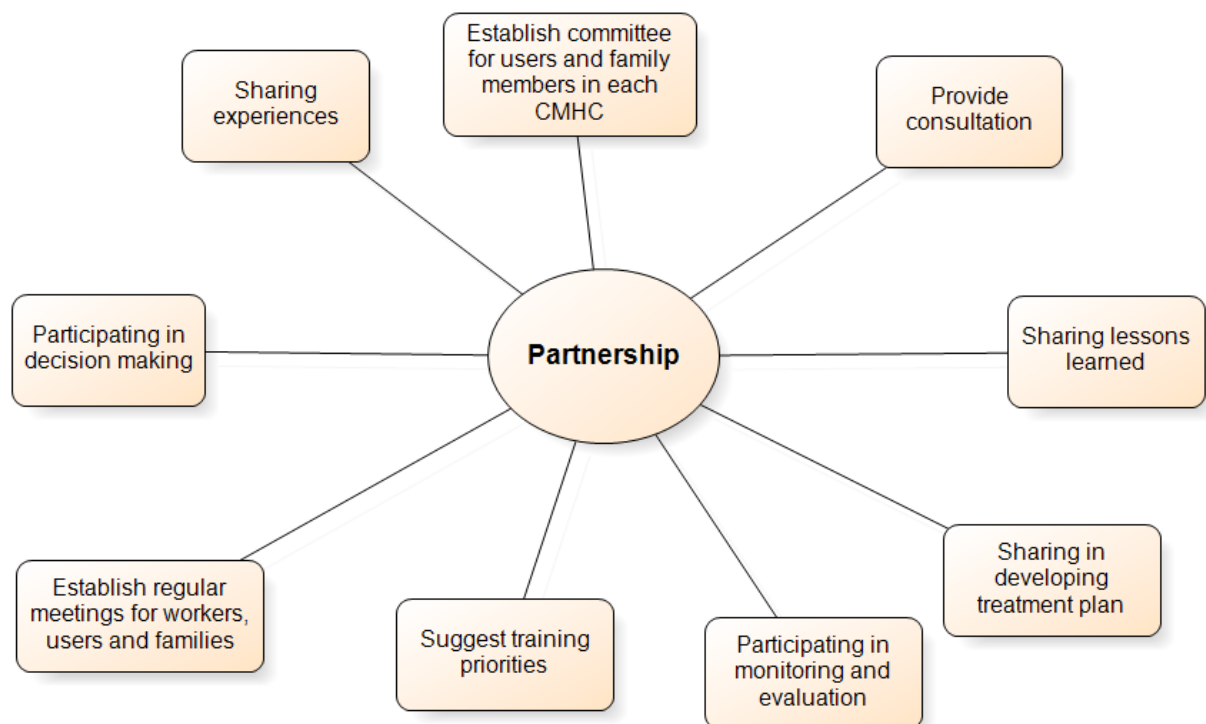 Establish committee
for users and family
members in each
CMHC
Sharing
experiences
Provide
consultation
Participating in
decision making
Partnership
Sharing lessons
learned
Establish regular
meetings for workers,
users and families
Suggest training
priorities
Participating in
monitoring and
evaluation
Sharing in
developing
treatment plan